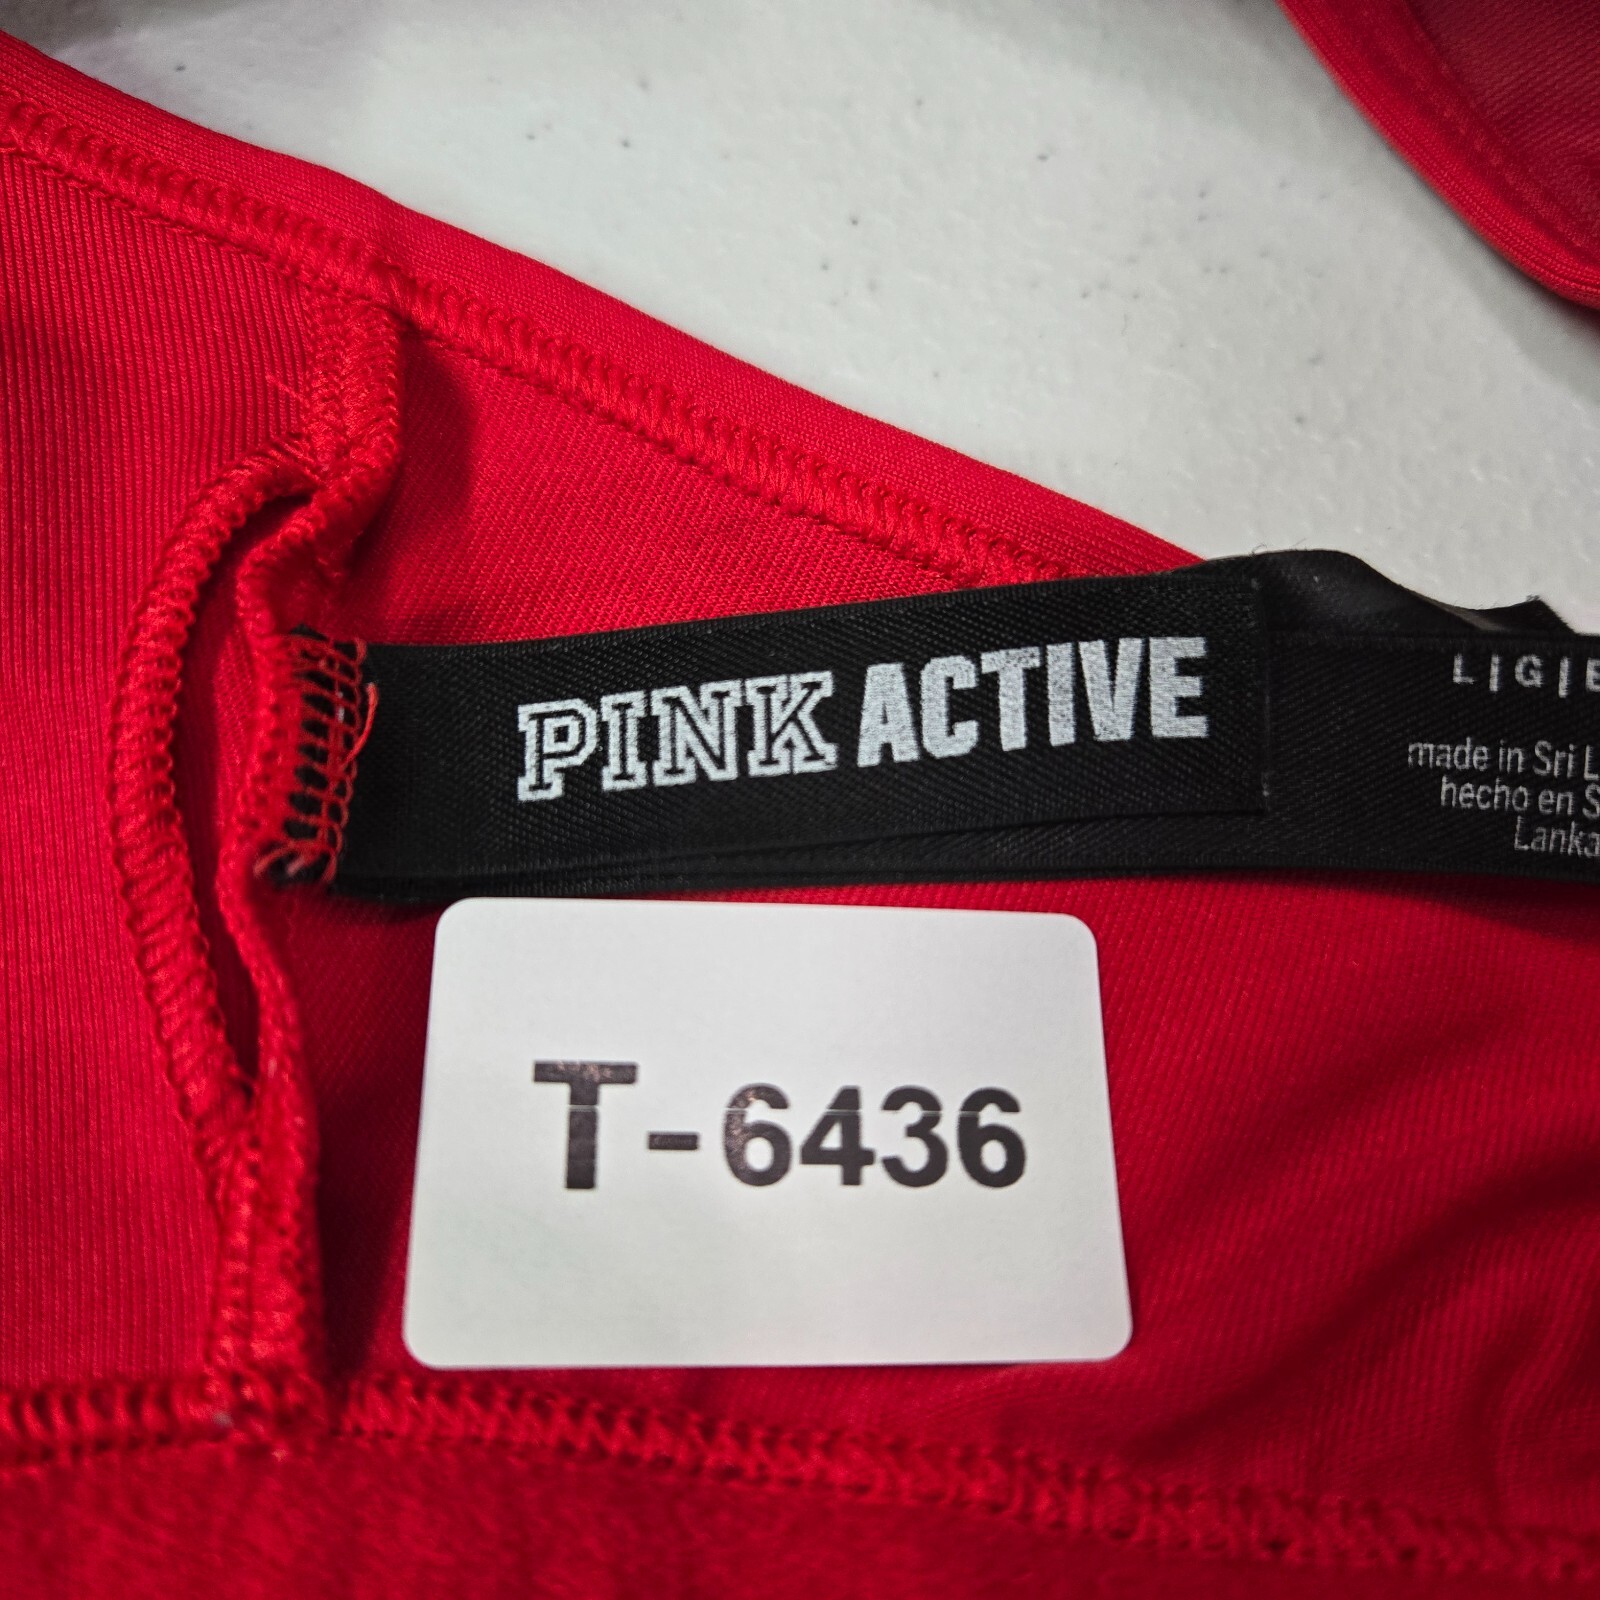 PINK ACTIVE
L | G | E
made in Sri L
hecho en S
Lanka
T-6436